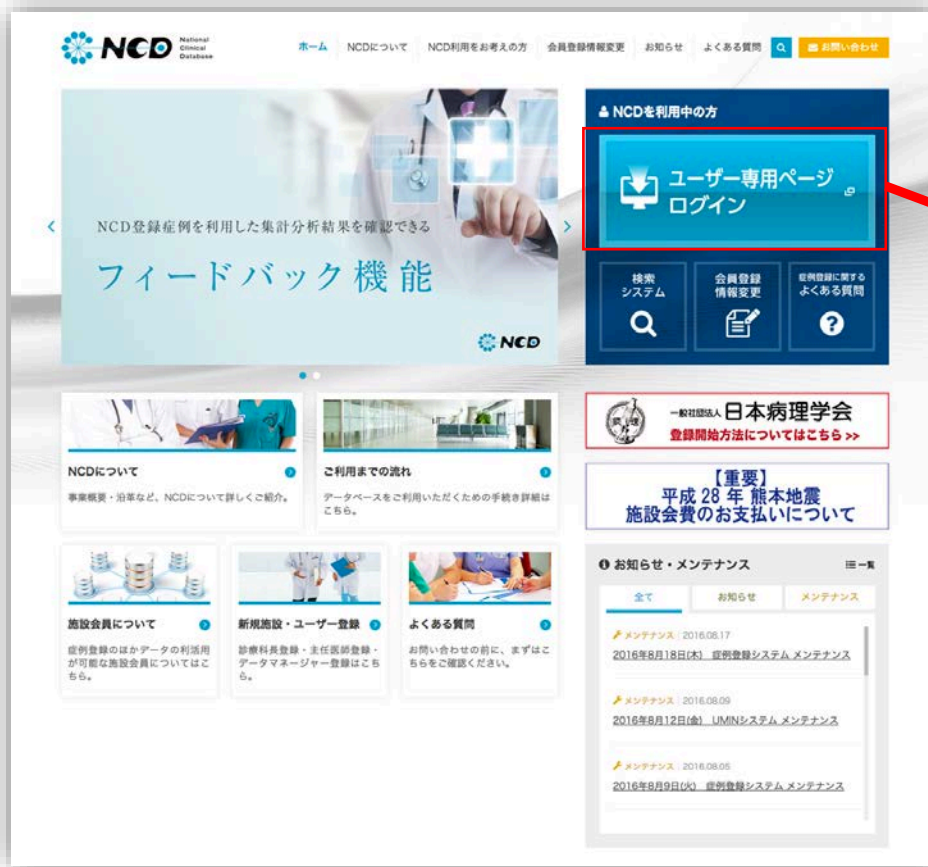 NCD National Clinical Database
ホーム NCDについて NCD利用をお考えの方 会員登録情報変更 お知らせ よくある質問 お問い合わせ
NCD登録症例を利用した集計分析結果を確認できる
フィードバック機能
NCD
NCDを利用中の方
ユーザー専用ページ
ログイン
検索
システム
会員登録
情報変更
症例登録に関する
よくある質問
NCDについて
事業概要・沿革など、NCDについて詳しくご紹介。
ご利用までの流れ
データベースをご利用いただくための手続き詳細は
こちら。
一般社団法人 日本病理学会
登録開始方法についてはこちら >>
【重要】
平成 28 年 熊本地震
施設会費のお支払いについて
施設会員について
症例登録のほかデータの利活用
が可能な施設会員についてはこ
ちら。
新規施設・ユーザー登録
診療科長登録・主任医師登録・
データマネージャー登録はこち
ら。
よくある質問
お問い合わせの前に、まずはこ
ちらをご確認ください。
お知らせ・メンテナンス 一覧
全て お知らせ メンテナンス
メンテナンス 2016.08.17
2016年8月18日(木) 症例登録システム メンテナンス
メンテナンス 2016.08.09
2016年8月12日(金) UMINシステム メンテナンス
メンテナンス 2016.08.05
2016年8月9日(火) 症例登録システム メンテナンス